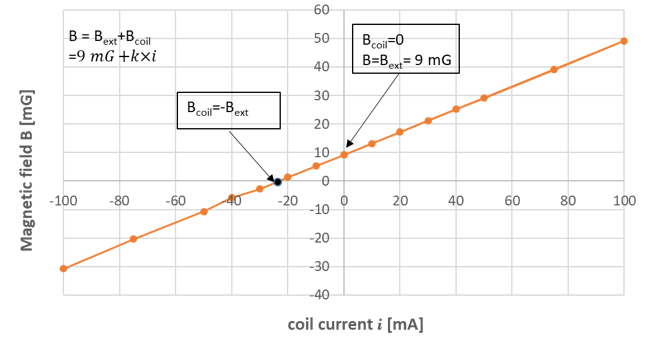 60
B = Bext+Bcoil
=9 mG +k×i
Bcoil=0
B=Bext= 9 mG
50
40
30
Bcoil=-Bext
20
10
0
-100 -80 -60 -40 -20 0 20 40 60 80 100
-10
-20
-30
-40
Magnetic field B [mG]
coil current i [mA]